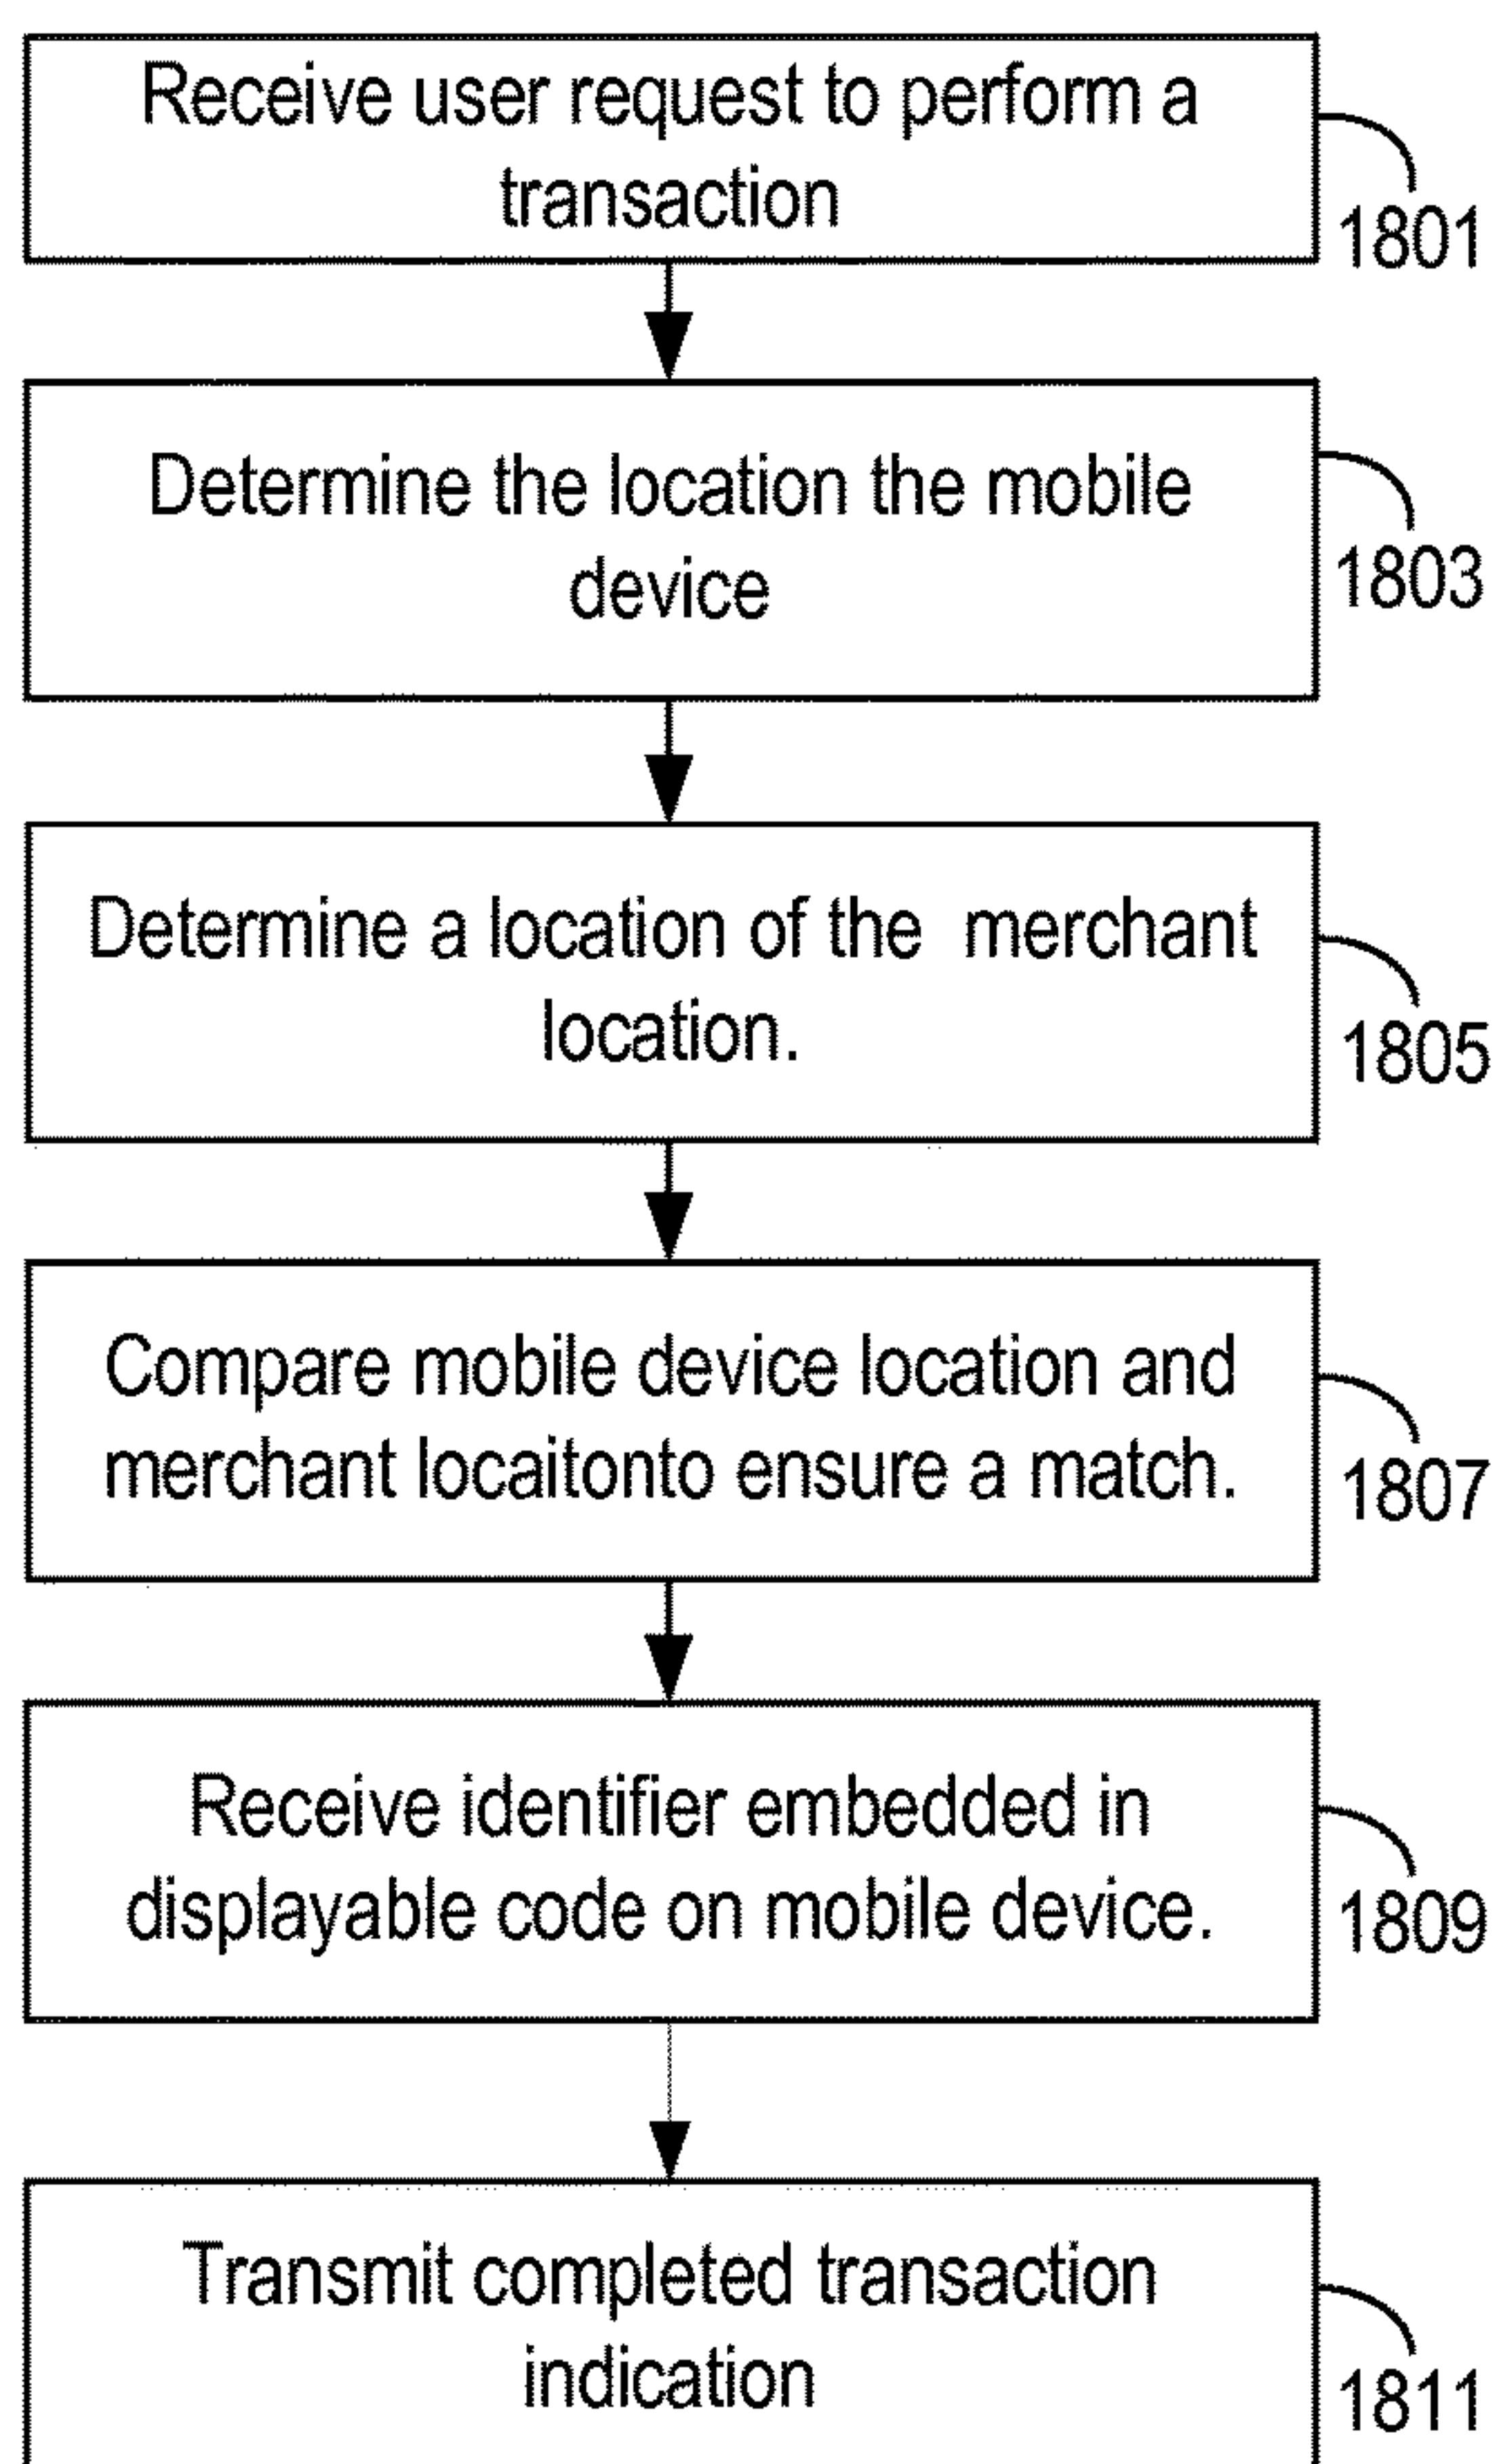 Receive user request to perform a
transaction
1801
Determine the location the mobile
device
1803
Determine a location of the merchant
location.
1805
Compare mobile device location and
merchant locaitonto ensure a match.
1807
Receive identifier embedded in
displayable code on mobile device.
1809
Transmit completed transaction
indication
1811